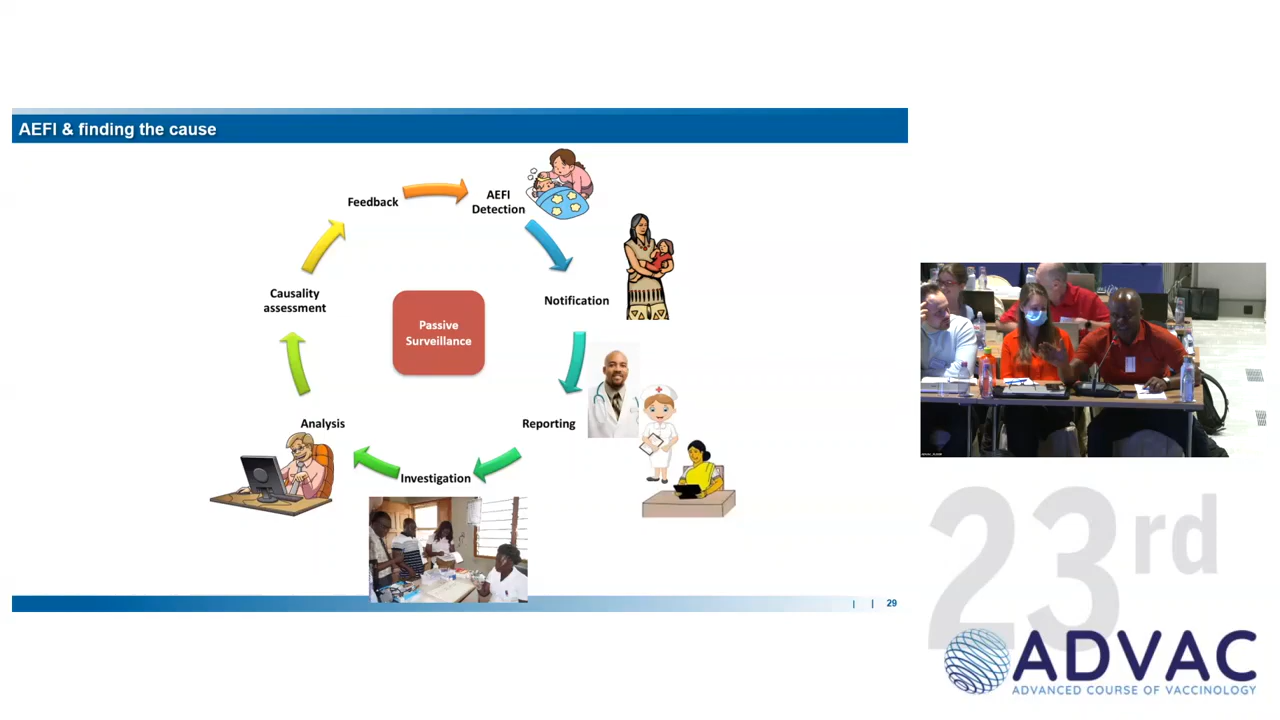 AEFI & finding the cause
Feedback
AEFI
Detection
Notification
Causality
assessment
Passive
Surveillance
Analysis
Reporting
Investigation
| | 29
23rd
ADVAC
ADVANCED COURSE OF VACCINOLOGY